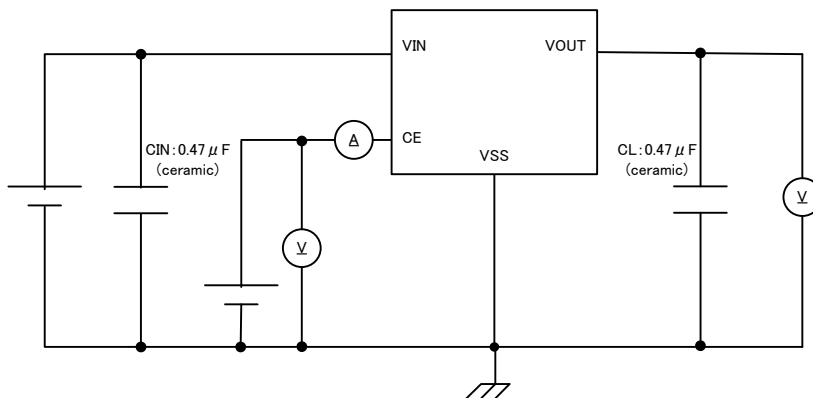 VIN
VOUT
CE
A
VSS
CIN:0.47μF
(ceramic)
CL:0.47μF
(ceramic)
V
V